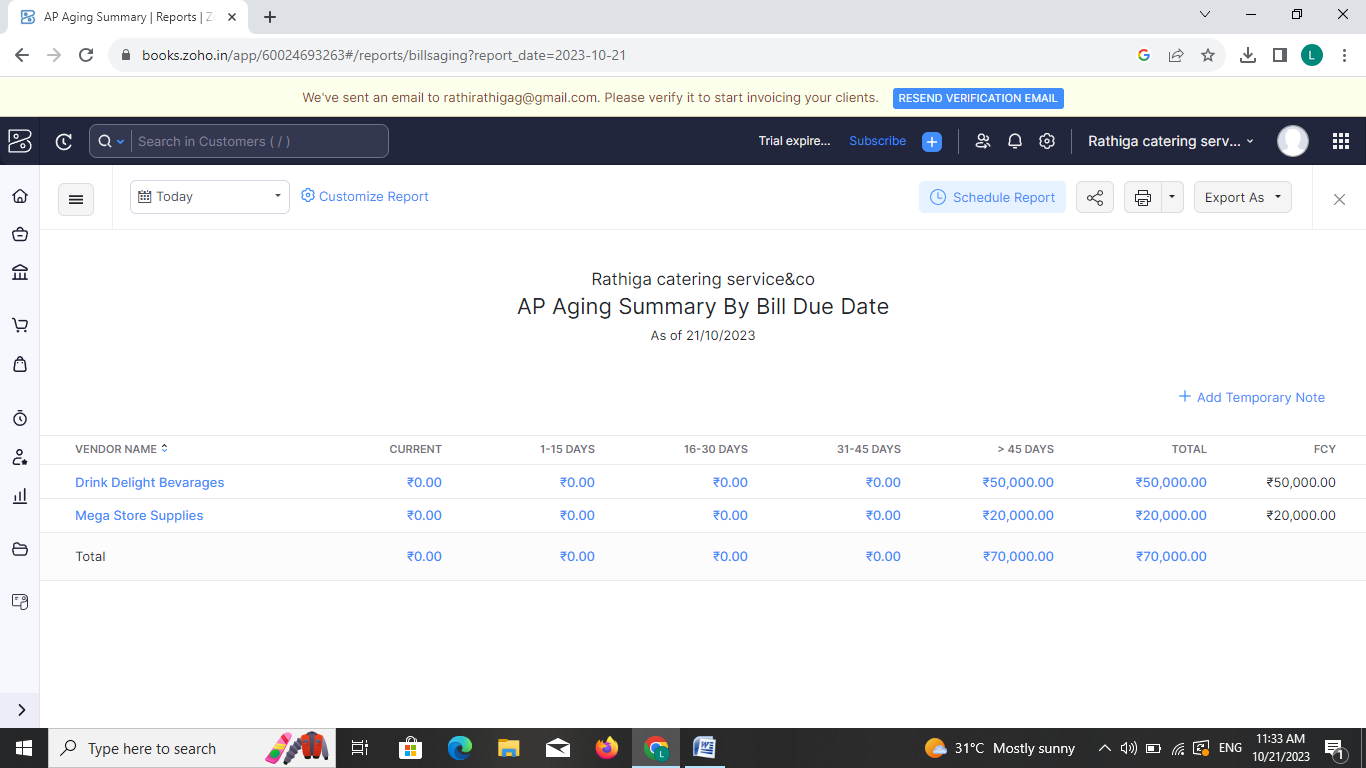 AP Aging Summary | Reports | Z
books.zoho.in/app/60024693263#/reports/billsaging?report_date=2023-10-21
L
We've sent an email to rathirathigag@gmail.com. Please verify it to start invoicing your clients. RESEND VERIFICATION EMAIL
Search in Customers ( / )
Trial expire... Subscribe
Rathiga catering serv...
Today
Customize Report
Schedule Report
Export As
Rathiga catering service&co
AP Aging Summary By Bill Due Date
As of 21/10/2023
+ Add Temporary Note
VENDOR NAME CURRENT 1-15 DAYS 16-30 DAYS 31-45 DAYS > 45 DAYS TOTAL FCY
Drink Delight Bevarages ₹0.00 ₹0.00 ₹0.00 ₹0.00 ₹50,000.00 ₹50,000.00 ₹50,000.00
Mega Store Supplies ₹0.00 ₹0.00 ₹0.00 ₹0.00 ₹20,000.00 ₹20,000.00 ₹20,000.00
Total ₹0.00 ₹0.00 ₹0.00 ₹0.00 ₹70,000.00 ₹70,000.00
Type here to search
31°C Mostly sunny
ENG
11:33 AM
10/21/2023
1